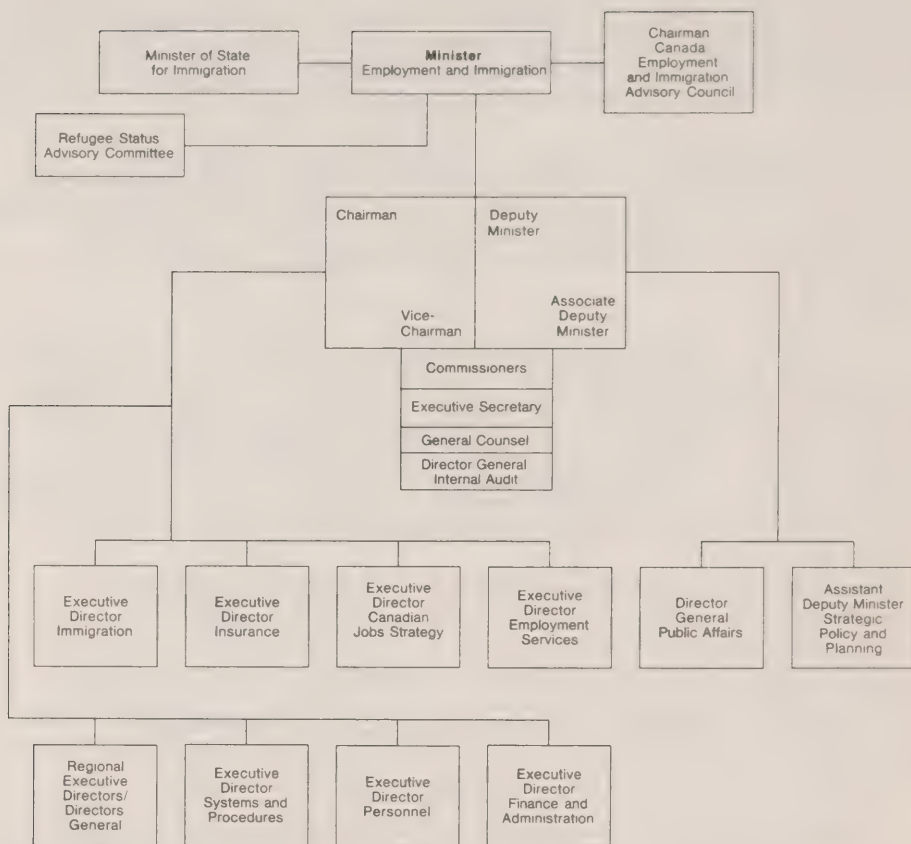 Minister of State
for Immigration
Minister
Employment and Immigration
Chairman
Canada
Employment
and Immigration
Advisory Council
Refugee Status
Advisory Committee
Chairman
Vice-
Chairman
Deputy
Minister
Associate
Deputy
Minister
Commissioners
Executive Secretary
General Counsel
Director General
Internal Audit
Executive
Director
Immigration
Executive
Director
Insurance
Executive
Director
Canadian
Jobs Strategy
Executive
Director
Employment
Services
Director
General
Public Affairs
Assistant
Deputy Minister
Strategic
Policy and
Planning
Regional
Executive
Directors/
Directors
General
Executive
Director
Systems and
Procedures
Executive
Director
Personnel
Executive
Director
Finance and
Administration